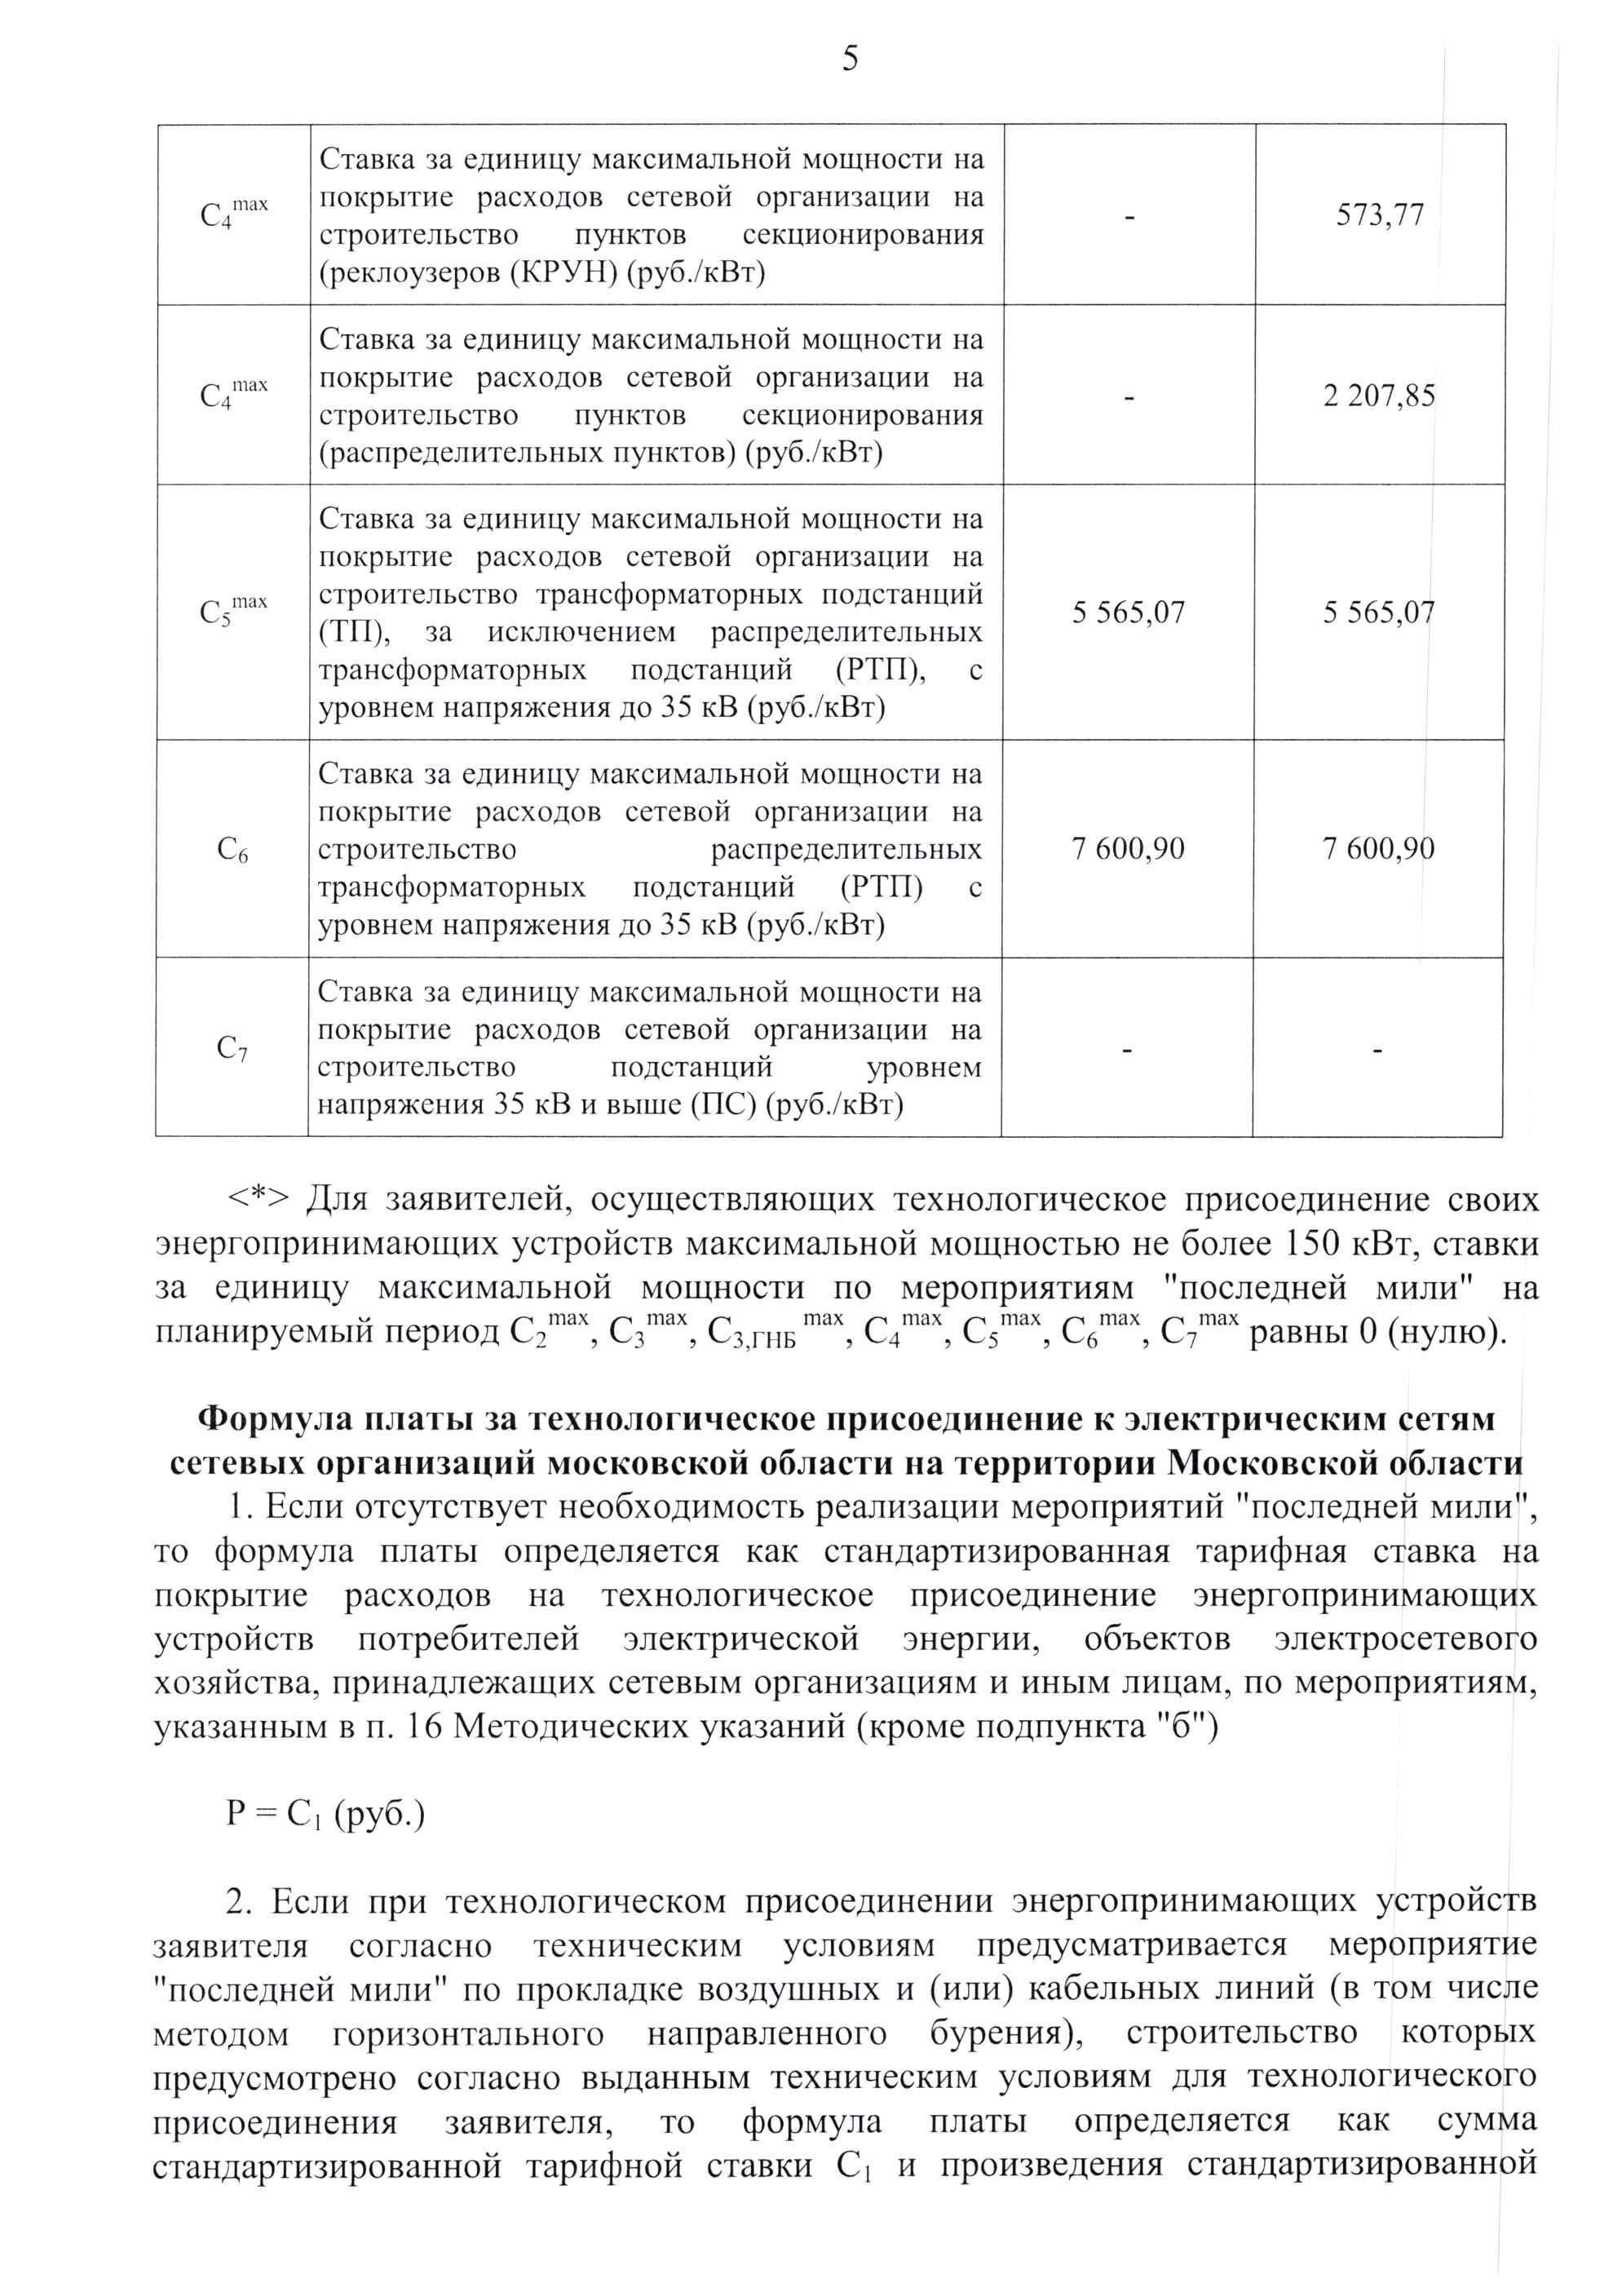 5
C₄ᵐᵃˣ
Ставка за единицу максимальной мощности на
покрытие расходов сетевой организации на
строительство пунктов секционирования
(реклоузеров (КРУН) (руб./кВт)
-
573,77
C₄ᵐᵃˣ
Ставка за единицу максимальной мощности на
покрытие расходов сетевой организации на
строительство пунктов секционирования
(распределительных пунктов) (руб./кВт)
-
2 207,85
C₅ᵐᵃˣ
Ставка за единицу максимальной мощности на
покрытие расходов сетевой организации на
строительство трансформаторных подстанций
(ТП), за исключением распределительных
трансформаторных подстанций (РТП), с
уровнем напряжения до 35 кВ (руб./кВт)
5 565,07
5 565,07
C₆
Ставка за единицу максимальной мощности на
покрытие расходов сетевой организации на
строительство распределительных
трансформаторных подстанций (РТП) с
уровнем напряжения до 35 кВ (руб./кВт)
7 600,90
7 600,90
C₇
Ставка за единицу максимальной мощности на
покрытие расходов сетевой организации на
строительство подстанций уровнем
напряжения 35 кВ и выше (ПС) (руб./кВт)
-
-
<*> Для заявителей, осуществляющих технологическое присоединение своих
энергопринимающих устройств максимальной мощностью не более 150 кВт, ставки
за единицу максимальной мощности по мероприятиям "последней мили" на
планируемый период C₂ᵐᵃˣ, C₃ᵐᵃˣ, C₃,ГНБ ᵐᵃˣ, C₄ᵐᵃˣ, C₅ᵐᵃˣ, C₆ᵐᵃˣ, C₇ᵐᵃˣ равны 0 (нулю).
Формула платы за технологическое присоединение к электрическим сетям
сетевых организаций московской области на территории Московской области
1. Если отсутствует необходимость реализации мероприятий "последней мили",
то формула платы определяется как стандартизированная тарифная ставка на
покрытие расходов на технологическое присоединение энергопринимающих
устройств потребителей электрической энергии, объектов электросетевого
хозяйства, принадлежащих сетевым организациям и иным лицам, по мероприятиям,
указанным в п. 16 Методических указаний (кроме подпункта "б")
P = C₁ (руб.)
2. Если при технологическом присоединении энергопринимающих устройств
заявителя согласно техническим условиям предусматривается мероприятие
"последней мили" по прокладке воздушных и (или) кабельных линий (в том числе
методом горизонтального направленного бурения), строительство которых
предусмотрено согласно выданным техническим условиям для технологического
присоединения заявителя, то формула платы определяется как сумма
стандартизированной тарифной ставки C₁ и произведения стандартизированной